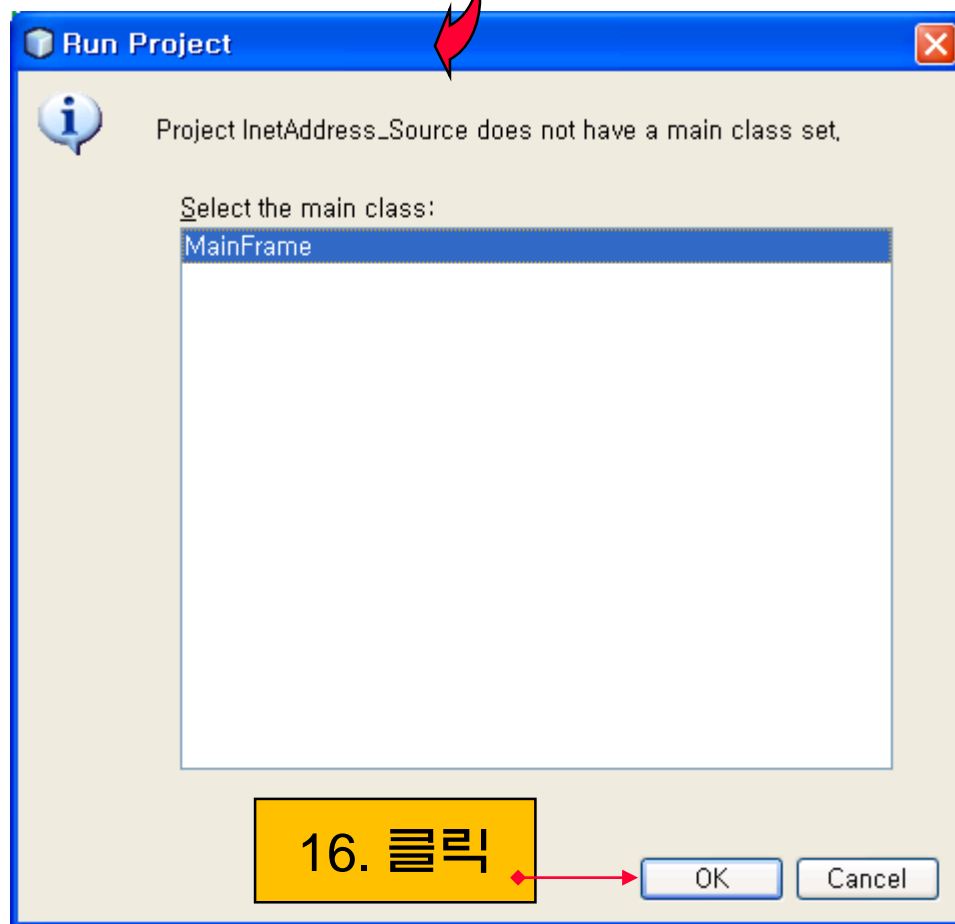 Run Project
Project InetAddress_Source does not have a main class set.
Select the main class:
MainFrame
16. 클릭
OK
Cancel